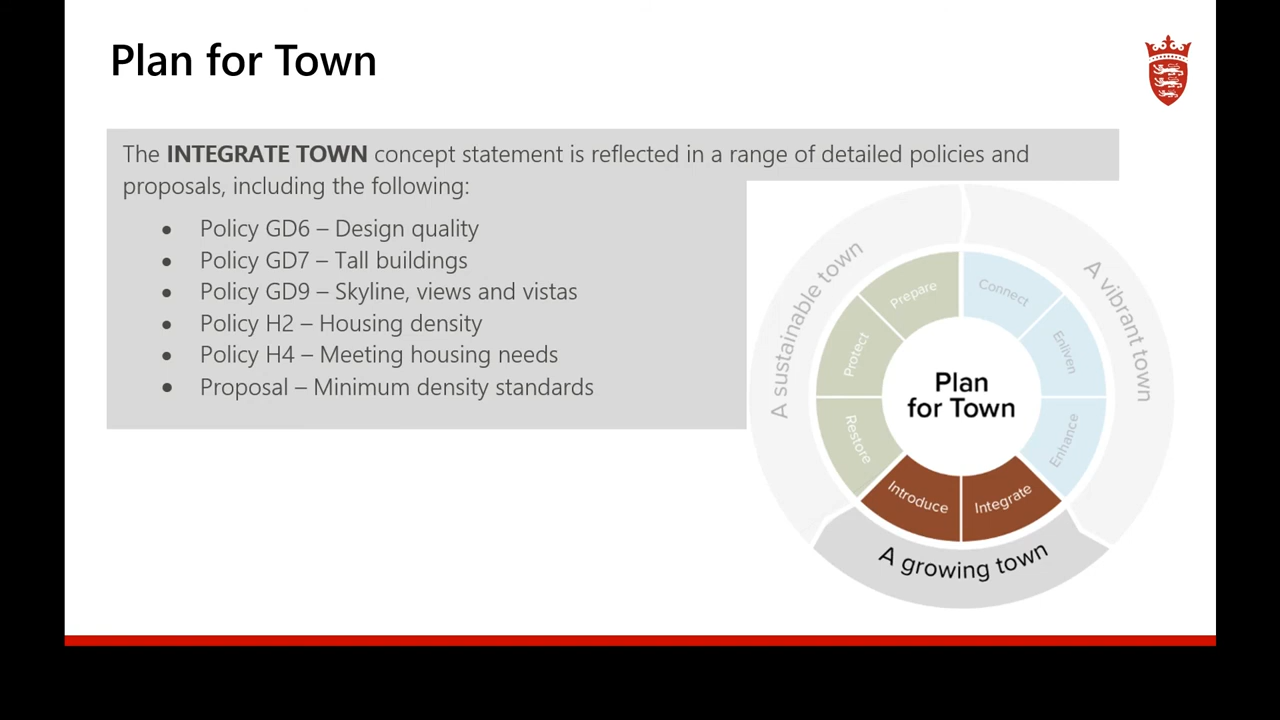 Plan for Town
The INTEGRATE TOWN concept statement is reflected in a range of detailed policies and
proposals, including the following:
• Policy GD6 – Design quality
• Policy GD7 – Tall buildings
• Policy GD9 – Skyline, views and vistas
• Policy H2 – Housing density
• Policy H4 – Meeting housing needs
• Proposal – Minimum density standards
A sustainable town
A vibrant town
A growing town
Prepare
Connect
Protect
Enliven
Restore
Enhance
Introduce
Integrate
Plan
for Town